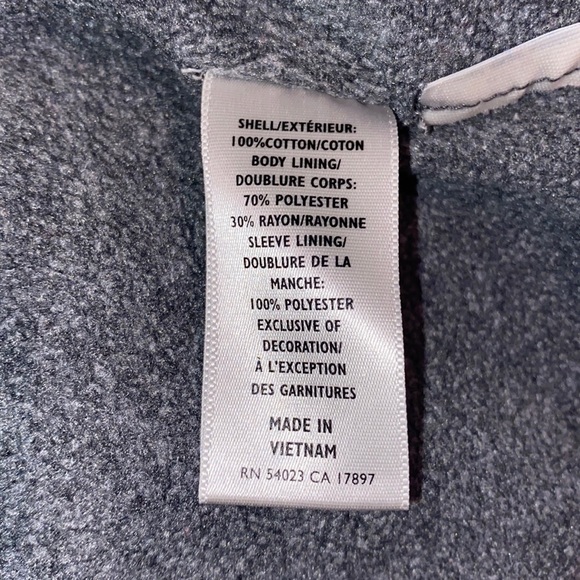 SHELL/EXTÉRIEUR:
100%COTTON/COTON
BODY LINING/
DOUBLURE CORPS:
70% POLYESTER
30% RAYON/RAYONNE
SLEEVE LINING/
DOUBLURE DE LA
MANCHE:
100% POLYESTER
EXCLUSIVE OF
DECORATION/
À L'EXCEPTION
DES GARNITURES
MADE IN
VIETNAM
RN 54023 CA 17897